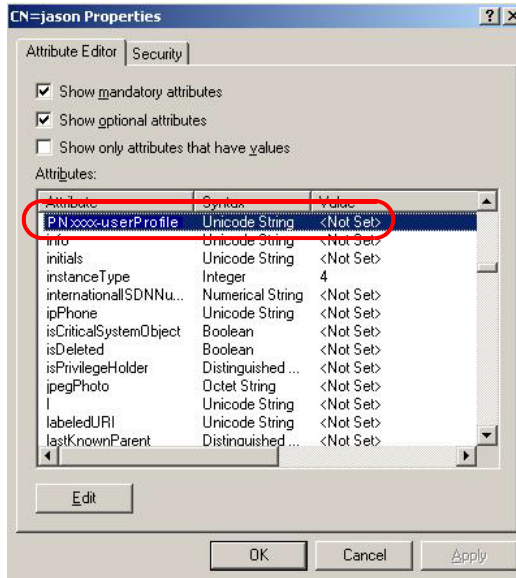 CN=jason Properties
Attribute Editor Security
Show mandatory attributes
Show optional attributes
Show only attributes that have values
Attributes:
Attribute Syntax Value
PNxxxx-userProfile Unicode String <Not Set>
info Unicode String <Not Set>
initials Unicode String <Not Set>
instanceType Integer 4
internationalISDNNu... Numerical String <Not Set>
ipPhone Unicode String <Not Set>
isCriticalSystemObject Boolean <Not Set>
isDeleted Boolean <Not Set>
isPrivilegeHolder Distinguished ... <Not Set>
jpegPhoto Octet String <Not Set>
l Unicode String <Not Set>
labeledURI Unicode String <Not Set>
lastKnownParent Distinguished ... <Not Set>
Edit
OK Cancel Apply